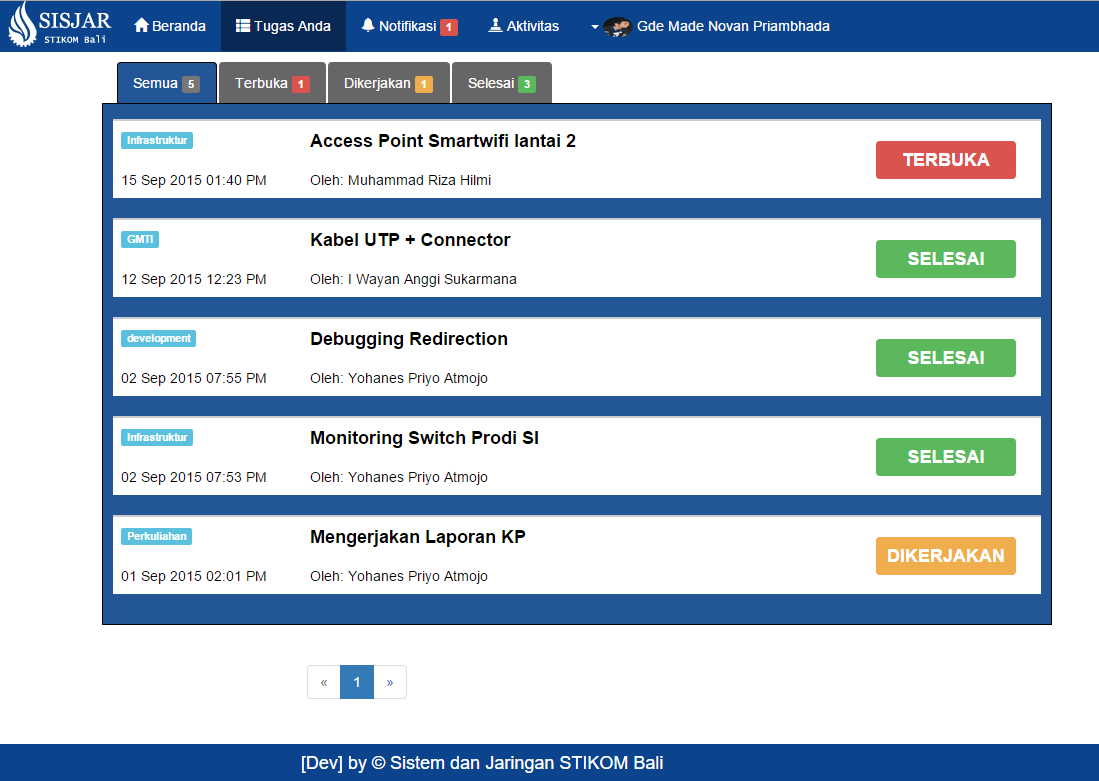 SISJAR
STIKOM Bali
Beranda
Tugas Anda
Notifikasi 1
Aktivitas
Gde Made Novan Priambhada
Semua 5
Terbuka 1
Dikerjakan 1
Selesai 3
Infrastruktur
Access Point Smartwifi lantai 2
15 Sep 2015 01:40 PM
Oleh: Muhammad Riza Hilmi
TERBUKA
GMTI
Kabel UTP + Connector
12 Sep 2015 12:23 PM
Oleh: I Wayan Anggi Sukarmana
SELESAI
development
Debugging Redirection
02 Sep 2015 07:55 PM
Oleh: Yohanes Priyo Atmojo
SELESAI
Infrastruktur
Monitoring Switch Prodi SI
02 Sep 2015 07:53 PM
Oleh: Yohanes Priyo Atmojo
SELESAI
Perkuliahan
Mengerjakan Laporan KP
01 Sep 2015 02:01 PM
Oleh: Yohanes Priyo Atmojo
DIKERJAKAN
« 1 »
[Dev] by © Sistem dan Jaringan STIKOM Bali